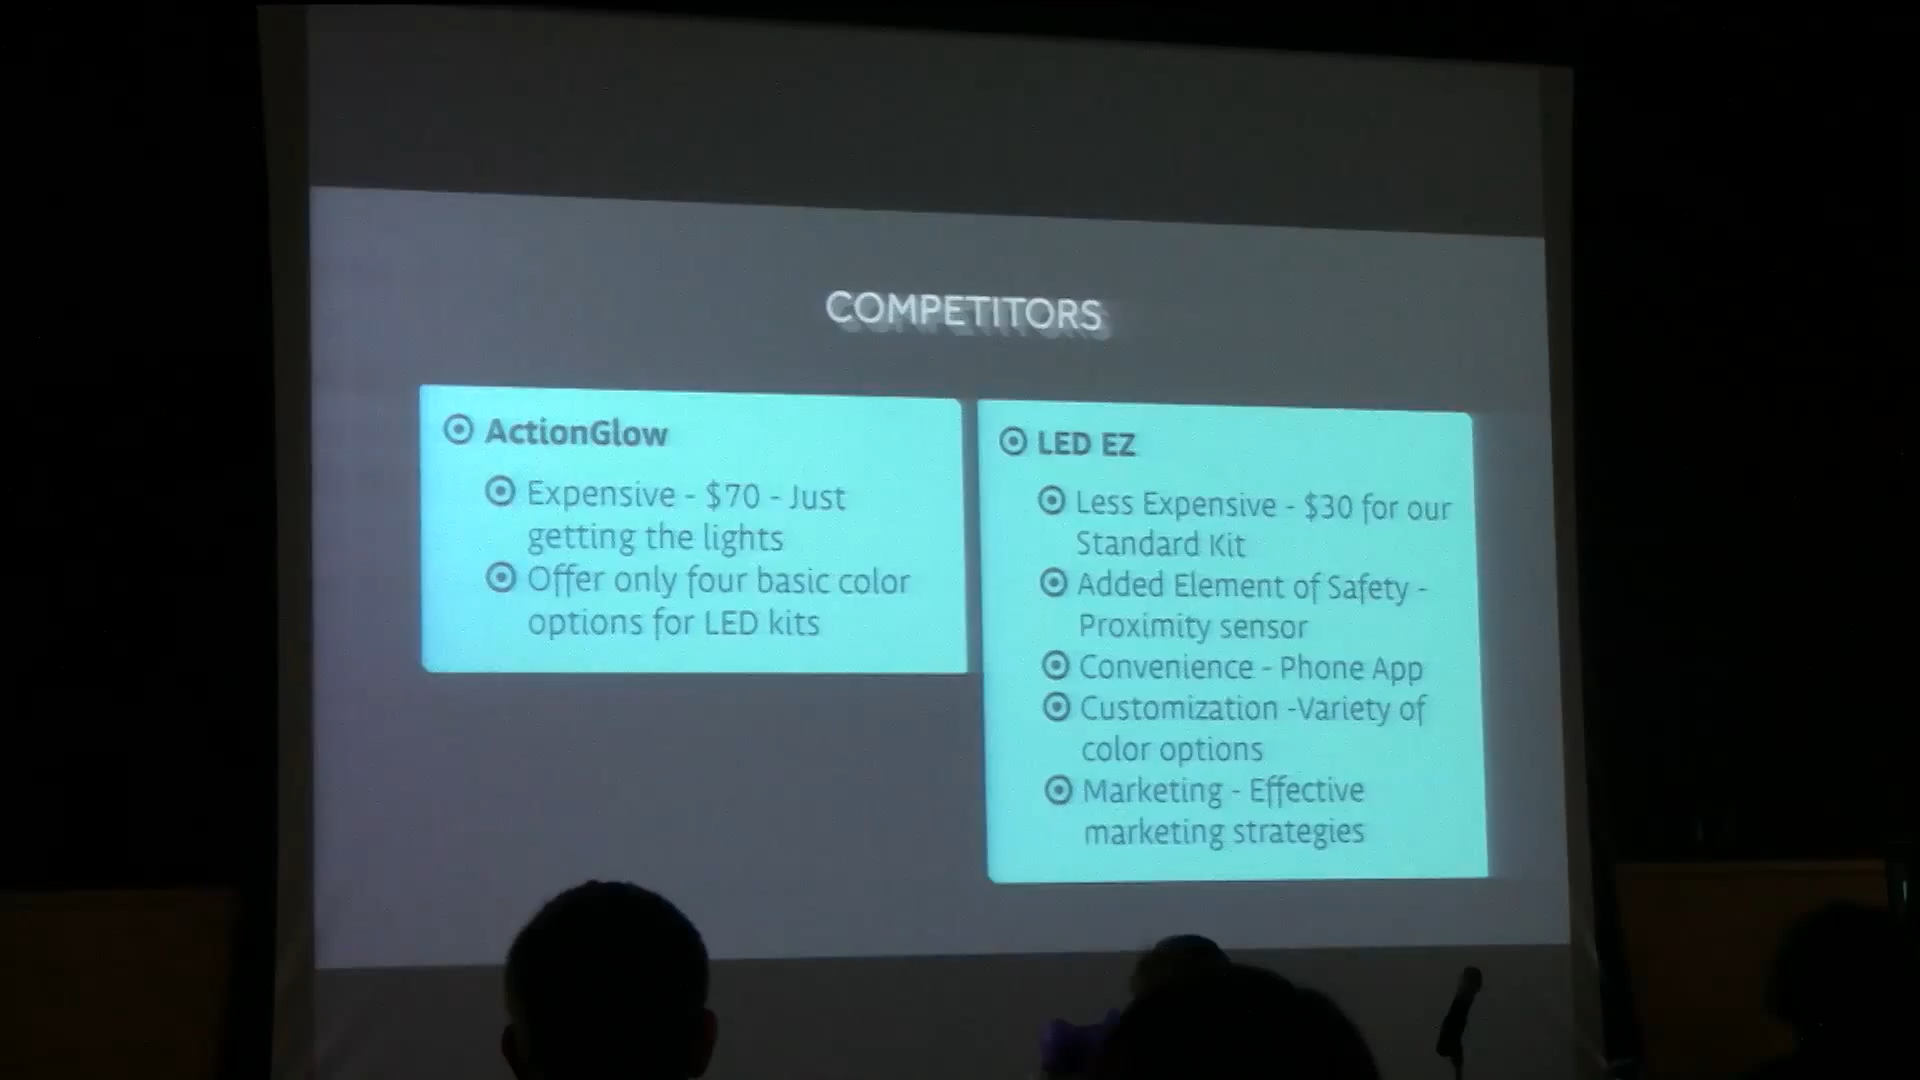 COMPETITORS
ActionGlow
Expensive - $70 - Just
getting the lights
Offer only four basic color
options for LED kits
LED EZ
Less Expensive - $30 for our
Standard Kit
Added Element of Safety -
Proximity sensor
Convenience - Phone App
Customization -Variety of
color options
Marketing - Effective
marketing strategies